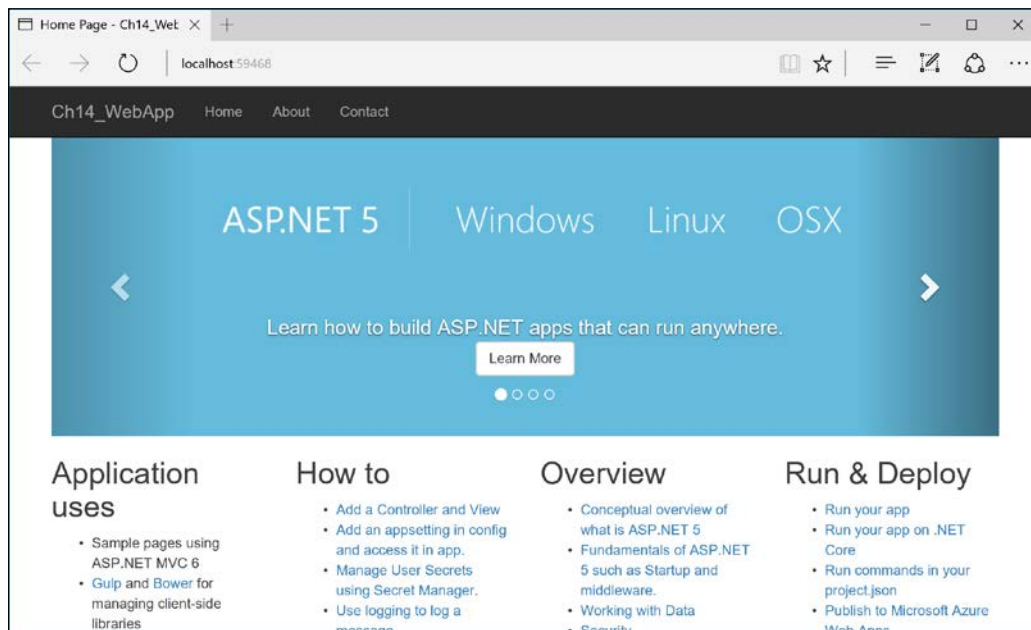 Home Page - Ch14_Wet
localhost:59468
Ch14_WebApp Home About Contact
ASP.NET 5 Windows Linux OSX
Learn how to build ASP.NET apps that can run anywhere.
Learn More
Application
uses
• Sample pages using
ASP.NET MVC 6
• Gulp and Bower for
managing client-side
libraries
How to
• Add a Controller and View
• Add an appsetting in config
and access it in app.
• Manage User Secrets
using Secret Manager.
• Use logging to log a
message.
Overview
• Conceptual overview of
what is ASP.NET 5
• Fundamentals of ASP.NET
5 such as Startup and
middleware.
• Working with Data
• Security
Run & Deploy
• Run your app
• Run your app on .NET
Core
• Run commands in your
project.json
• Publish to Microsoft Azure
Web Apps